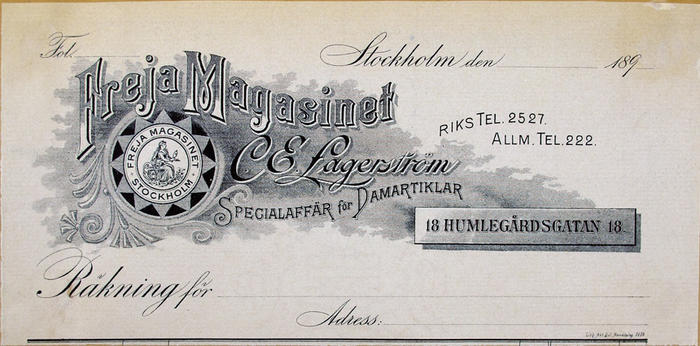 Fol.
Stockholm den 189
Freja Magasinet
FREJA MAGASINET
STOCKHOLM
C. E. Lagerström
SPECIALAFFÄR för DAMARTIKLAR
RIKS TEL. 2527.
ALLM. TEL. 222.
18 HUMLEGÅRDSGATAN 18.
Räkning för
Adress: